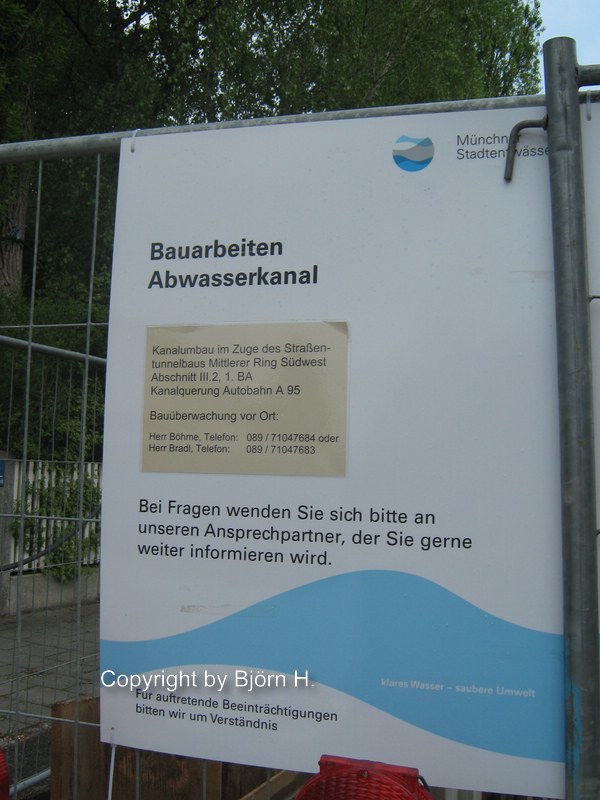 Münchner
Bauarbeiten
Abwasserkanal
Kanalumbau im Zuge des Straßen-
tunnelbaus Mittlerer Ring Südwest
Abschnitt III.2, 1. BA
Kanalquerung Autobahn A 95
Bauüberwachung vor Ort:
Herr Böhme, Telefon: 089 / 71047684 oder
Herr Bradl, Telefon: 089 / 71047683
Bei Fragen wenden Sie sich bitte an
unseren Ansprechpartner, der Sie gerne
weiter informieren wird.
klares Wasser – saubere Umwelt
Copyright by Björn H.
Für auftretende Beeinträchtigungen
bitten wir um Verständnis